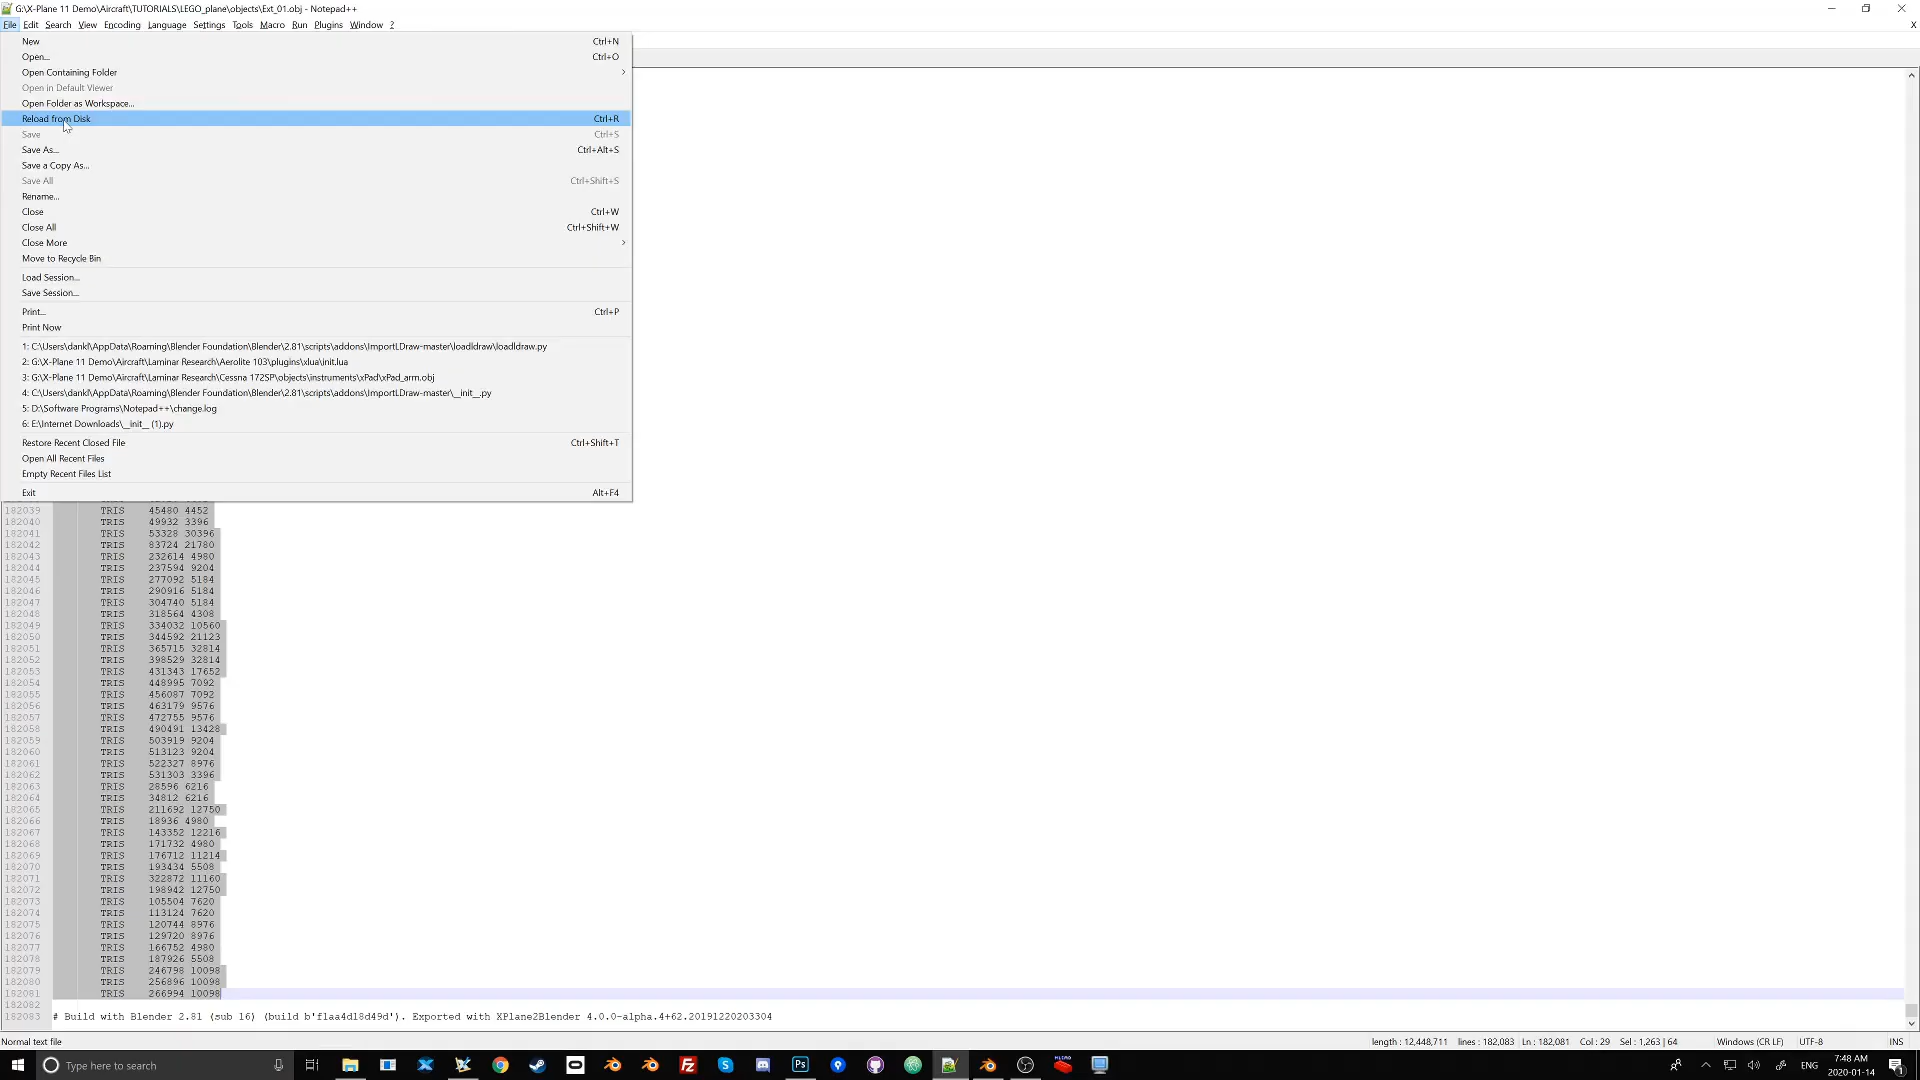 G:\X-Plane 11 Demo\Aircraft\TUTORIALS\LEGO_plane\objects\Ext_01.obj - Notepad++
File Edit Search View Encoding Language Settings Tools Macro Run Plugins Window ? X
New Ctrl+N
Open... Ctrl+O
Open Containing Folder
Open in Default Viewer
Open Folder as Workspace...
Reload from Disk Ctrl+R
Save Ctrl+S
Save As... Ctrl+Alt+S
Save a Copy As...
Save All Ctrl+Shift+S
Rename...
Close Ctrl+W
Close All Ctrl+Shift+W
Close More
Move to Recycle Bin
Load Session...
Save Session...
Print... Ctrl+P
Print Now
1: C:\Users\dankl\AppData\Roaming\Blender Foundation\Blender\2.81\scripts\addons\ImportLDraw-master\loadldraw\loadldraw.py
2: G:\X-Plane 11 Demo\Aircraft\Laminar Research\Aerolite 103\plugins\xlua\init.lua
3: G:\X-Plane 11 Demo\Aircraft\Laminar Research\Cessna 172SP\objects\instruments\xPad\xPad_arm.obj
4: C:\Users\dankl\AppData\Roaming\Blender Foundation\Blender\2.81\scripts\addons\ImportLDraw-master\__init__.py
5: D:\Software Programs\Notepad++\change.log
6: E:\Internet Downloads\__init__ (1).py
Restore Recent Closed File Ctrl+Shift+T
Open All Recent Files
Empty Recent Files List
Exit Alt+F4
182039 TRIS 45480 4452
182040 TRIS 49932 3396
182041 TRIS 53328 30396
182042 TRIS 83724 21780
182043 TRIS 232614 4980
182044 TRIS 237594 9204
182045 TRIS 277092 5184
182046 TRIS 290916 5184
182047 TRIS 304740 5184
182048 TRIS 318564 4308
182049 TRIS 334032 10560
182050 TRIS 344592 21123
182051 TRIS 365715 32814
182052 TRIS 398529 32814
182053 TRIS 431343 17652
182054 TRIS 448995 7092
182055 TRIS 456087 7092
182056 TRIS 463179 9576
182057 TRIS 472755 9576
182058 TRIS 490491 13428
182059 TRIS 503919 9204
182060 TRIS 513123 9204
182061 TRIS 522327 8976
182062 TRIS 531303 3396
182063 TRIS 28596 6216
182064 TRIS 34812 6216
182065 TRIS 211692 12750
182066 TRIS 18936 4980
182067 TRIS 143352 12216
182068 TRIS 171732 4980
182069 TRIS 176712 11214
182070 TRIS 193434 5508
182071 TRIS 322872 11160
182072 TRIS 198942 12750
182073 TRIS 105504 7620
182074 TRIS 113124 7620
182075 TRIS 120744 8976
182076 TRIS 129720 8976
182077 TRIS 166752 4980
182078 TRIS 187926 5508
182079 TRIS 246798 10098
182080 TRIS 256896 10098
182081 TRIS 266994 10098
182082
182083 # Build with Blender 2.81 (sub 16) (build b'f1aa4d18d49d'). Exported with XPlane2Blender 4.0.0-alpha.4+62.20191220203304
Normal text file length : 12,448,711 lines : 182,083 Ln : 182,081 Col : 29 Sel : 1,263 | 64 Windows (CR LF) UTF-8 INS
Type here to search ENG 7:48 AM
2020-01-14